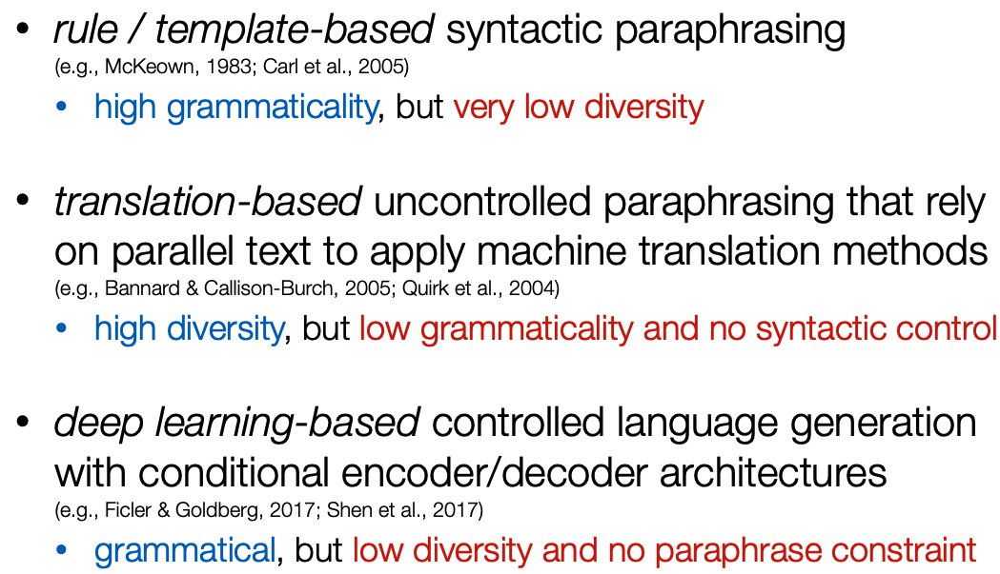 • rule / template-based syntactic paraphrasing
(e.g., McKeown, 1983; Carl et al., 2005)
• high grammaticality, but very low diversity
• translation-based uncontrolled paraphrasing that rely
on parallel text to apply machine translation methods
(e.g., Bannard & Callison-Burch, 2005; Quirk et al., 2004)
• high diversity, but low grammaticality and no syntactic control
• deep learning-based controlled language generation
with conditional encoder/decoder architectures
(e.g., Ficler & Goldberg, 2017; Shen et al., 2017)
• grammatical, but low diversity and no paraphrase constraint